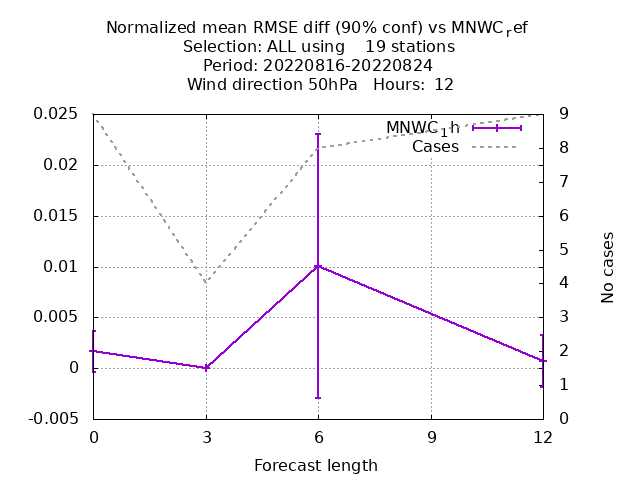 Normalized mean RMSE diff (90% conf) vs MNWCref
Selection: ALL using    19 stations
Period: 20220816-20220824
Wind direction 50hPa   Hours:  12
MNWC1h
Cases
0.025
0.02
0.015
0.01
0.005
0
-0.005
9
8
7
6
5
4
3
2
1
0
No cases
0 3 6 9 12
Forecast length